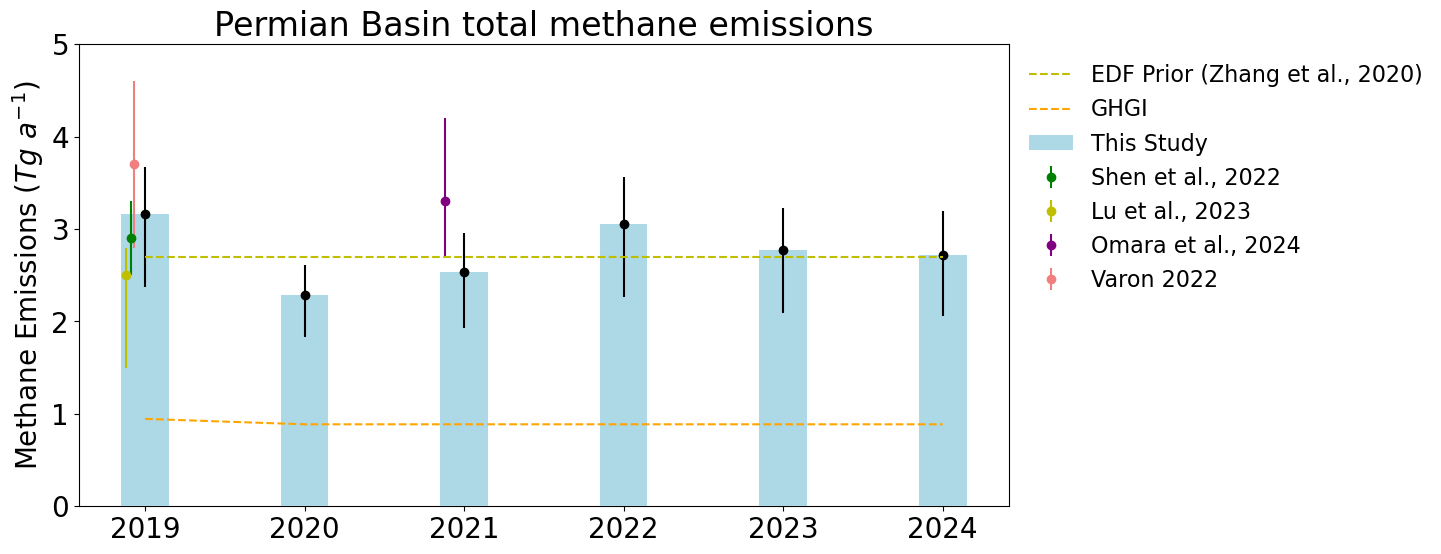 Permian Basin total methane emissions
Methane Emissions (Tg a⁻¹)
5
4
3
2
1
0
2019 2020 2021 2022 2023 2024
EDF Prior (Zhang et al., 2020)
GHGI
This Study
Shen et al., 2022
Lu et al., 2023
Omara et al., 2024
Varon 2022